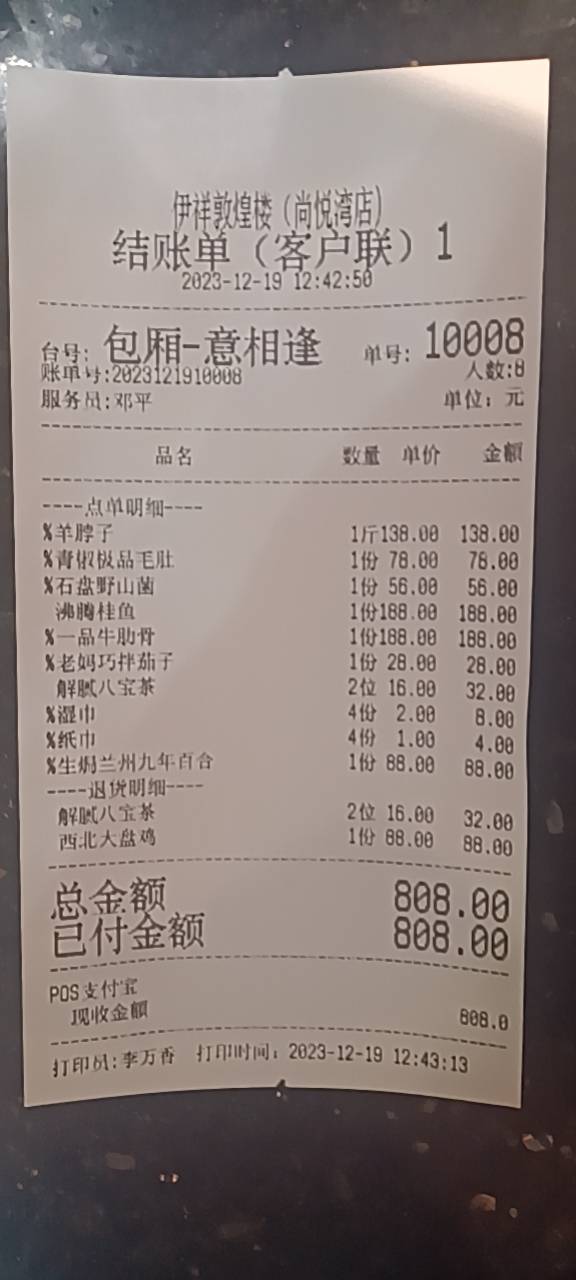 伊祥敦煌楼（尚悦湾店）
结账单（客户联）1
2023-12-19 12:42:50
台号: 包厢-意相逢 单号: 10008
账单号:2023121910008 人数:8
服务员:邓平 单位: 元
品名 数量 单价 金额
----点单明细----
%羊脖子 1斤138.00 138.00
%青椒极品毛肚 1份 78.00 78.00
%石盘野山菌 1份 56.00 56.00
沸腾桂鱼 1份188.00 188.00
%一品牛肋骨 1份188.00 188.00
%老妈巧拌茄子 1份 28.00 28.00
解腻八宝茶 2位 16.00 32.00
%湿巾 4份 2.00 8.00
%纸巾 4份 1.00 4.00
%生焗兰州九年百合 1份 88.00 88.00
----退货明细----
解腻八宝茶 2位 16.00 32.00
西北大盘鸡 1份 88.00 88.00
总金额 808.00
已付金额 808.00
POS支付宝
现收金额 808.0
打印员:李万香 打印时间: 2023-12-19 12:43:13